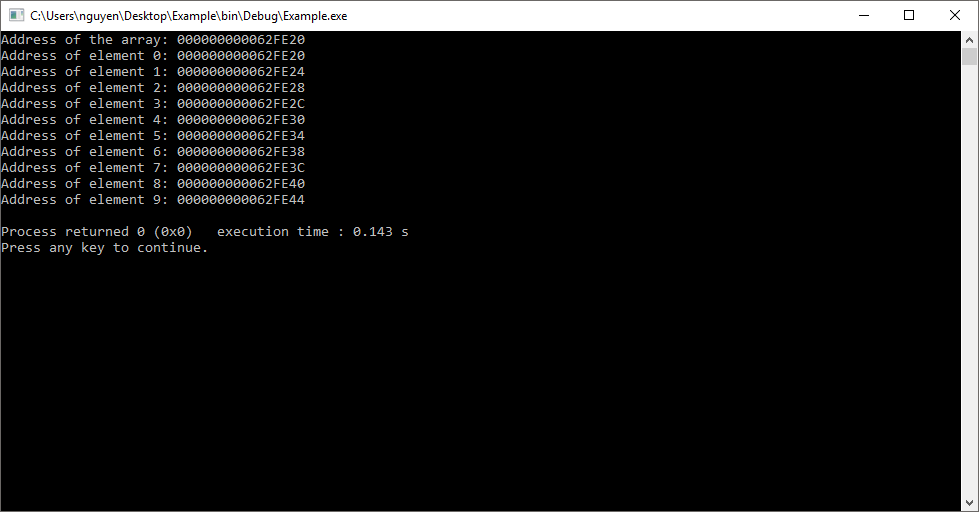 C:\Users\nguyen\Desktop\Example\bin\Debug\Example.exe
Address of the array: 000000000062FE20
Address of element 0: 000000000062FE20
Address of element 1: 000000000062FE24
Address of element 2: 000000000062FE28
Address of element 3: 000000000062FE2C
Address of element 4: 000000000062FE30
Address of element 5: 000000000062FE34
Address of element 6: 000000000062FE38
Address of element 7: 000000000062FE3C
Address of element 8: 000000000062FE40
Address of element 9: 000000000062FE44
Process returned 0 (0x0)   execution time : 0.143 s
Press any key to continue.